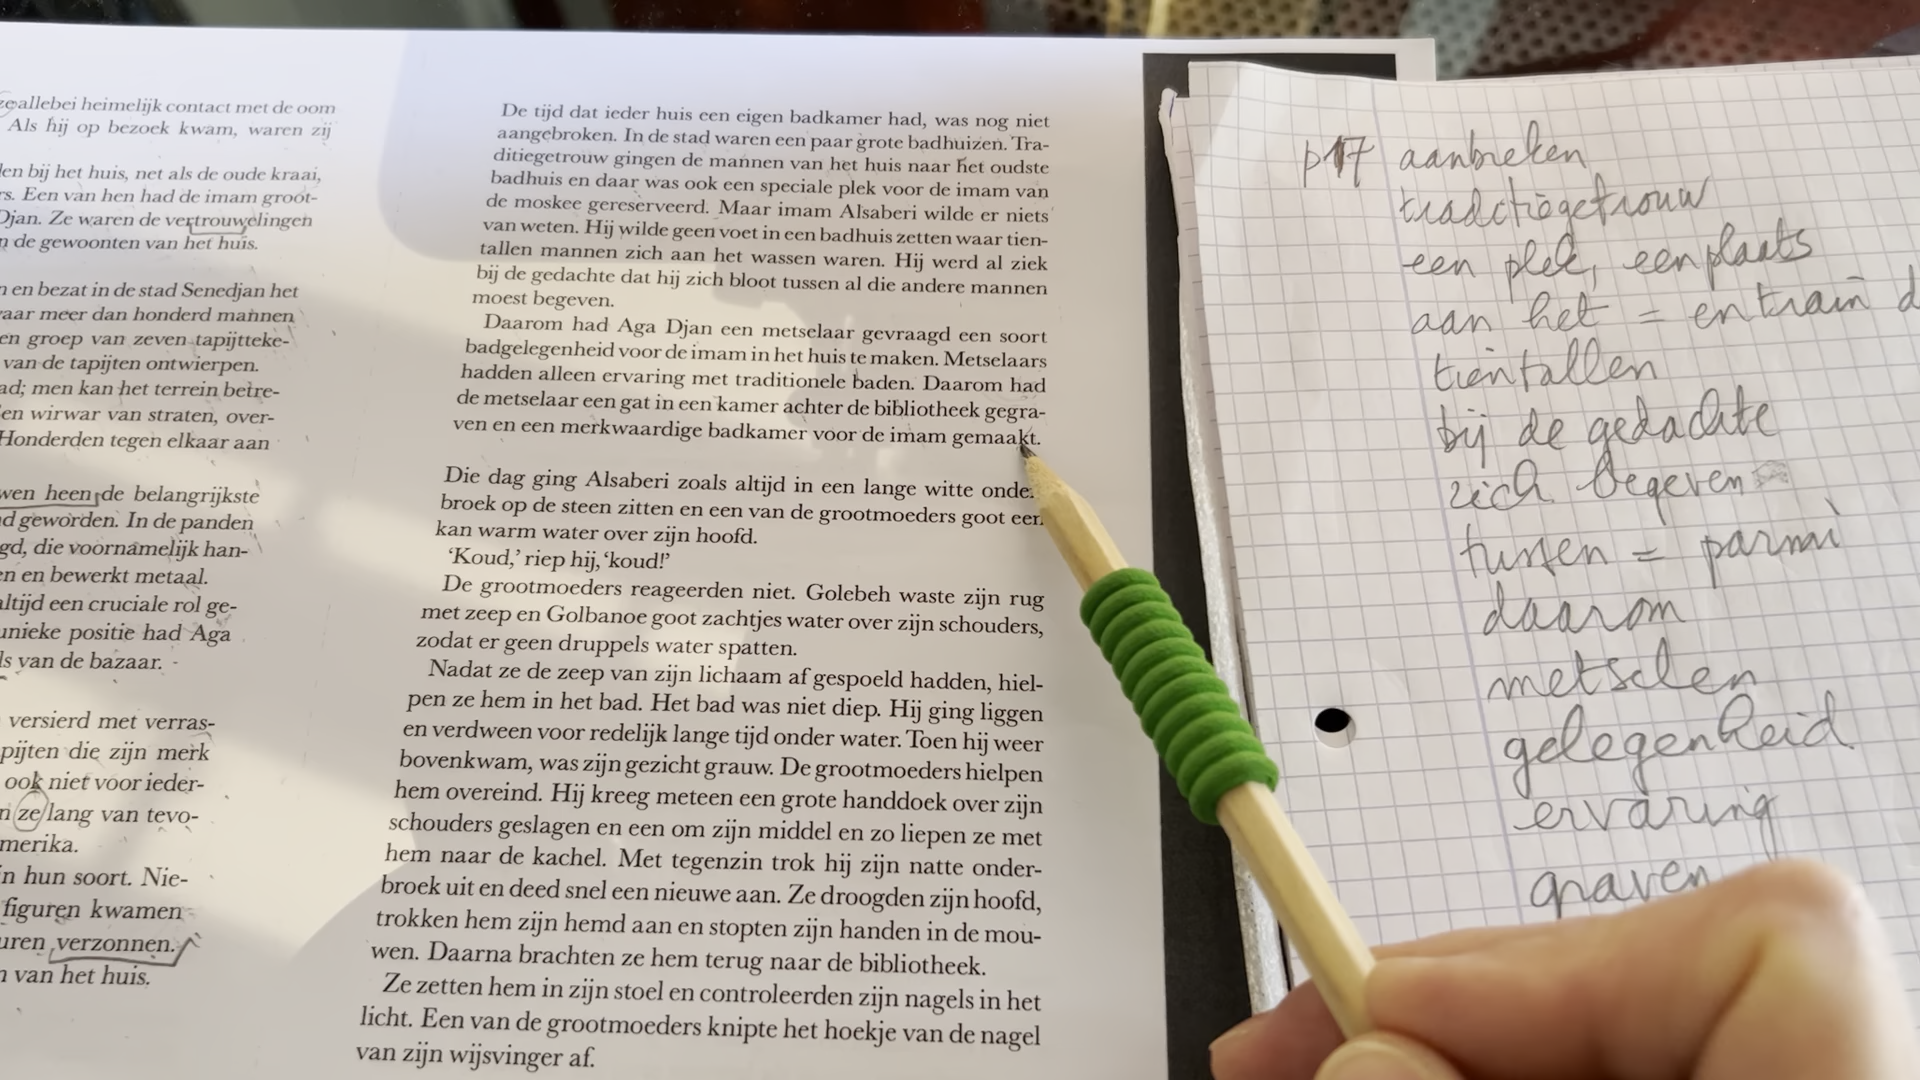 ze allebei heimelijk contact met de oom
Als hij op bezoek kwam, waren zij
len bij het huis, net als de oude kraai,
rs. Een van hen had de imam groot-
Djan. Ze waren de vertrouwelingen
n de gewoonten van het huis.
n en bezat in de stad Senedjan het
vaar meer dan honderd mannen
en groep van zeven tapijtteke-
van de tapijten ontwierpen.
ad; men kan het terrein betre-
en wirwar van straten, over-
Honderden tegen elkaar aan
wen heen de belangrijkste
d geworden. In de panden
gd, die voornamelijk han-
en en bewerkt metaal.
altijd een cruciale rol ge-
unieke positie had Aga
ls van de bazaar.
versierd met verras-
pijten die zijn merk
ook niet voor ieder-
n ze lang van tevo-
merika.
in hun soort. Nie-
figuren kwamen
uren verzonnen.
n van het huis.
De tijd dat ieder huis een eigen badkamer had, was nog niet
aangebroken. In de stad waren een paar grote badhuizen. Tra-
ditiegetrouw gingen de mannen van het huis naar het oudste
badhuis en daar was ook een speciale plek voor de imam van
de moskee gereserveerd. Maar imam Alsaberi wilde er niets
van weten. Hij wilde geen voet in een badhuis zetten waar tien-
tallen mannen zich aan het wassen waren. Hij werd al ziek
bij de gedachte dat hij zich bloot tussen al die andere mannen
moest begeven.
Daarom had Aga Djan een metselaar gevraagd een soort
badgelegenheid voor de imam in het huis te maken. Metselaars
hadden alleen ervaring met traditionele baden. Daarom had
de metselaar een gat in een kamer achter de bibliotheek gegra-
ven en een merkwaardige badkamer voor de imam gemaakt.
Die dag ging Alsaberi zoals altijd in een lange witte onder
broek op de steen zitten en een van de grootmoeders goot een
kan warm water over zijn hoofd.
'Koud,' riep hij, 'koud!'
De grootmoeders reageerden niet. Golebeh waste zijn rug
met zeep en Golbanoe goot zachtjes water over zijn schouders,
zodat er geen druppels water spatten.
Nadat ze de zeep van zijn lichaam af gespoeld hadden, hiel-
pen ze hem in het bad. Het bad was niet diep. Hij ging liggen
en verdween voor redelijk lange tijd onder water. Toen hij weer
bovenkwam, was zijn gezicht grauw. De grootmoeders hielpen
hem overeind. Hij kreeg meteen een grote handdoek over zijn
schouders geslagen en een om zijn middel en zo liepen ze met
hem naar de kachel. Met tegenzin trok hij zijn natte onder-
broek uit en deed snel een nieuwe aan. Ze droogden zijn hoofd,
trokken hem zijn hemd aan en stopten zijn handen in de mou-
wen. Daarna brachten ze hem terug naar de bibliotheek.
Ze zetten hem in zijn stoel en controleerden zijn nagels in het
licht. Een van de grootmoeders knipte het hoekje van de nagel
van zijn wijsvinger af.
p17 aanbreken
tradctiegetrouw
een plek, een plaats
aan het = en train d
tientallen
bij de gedachte
zich begeven
tussen = parmi
daarom
metselen
gelegenheid
ervaring
graven